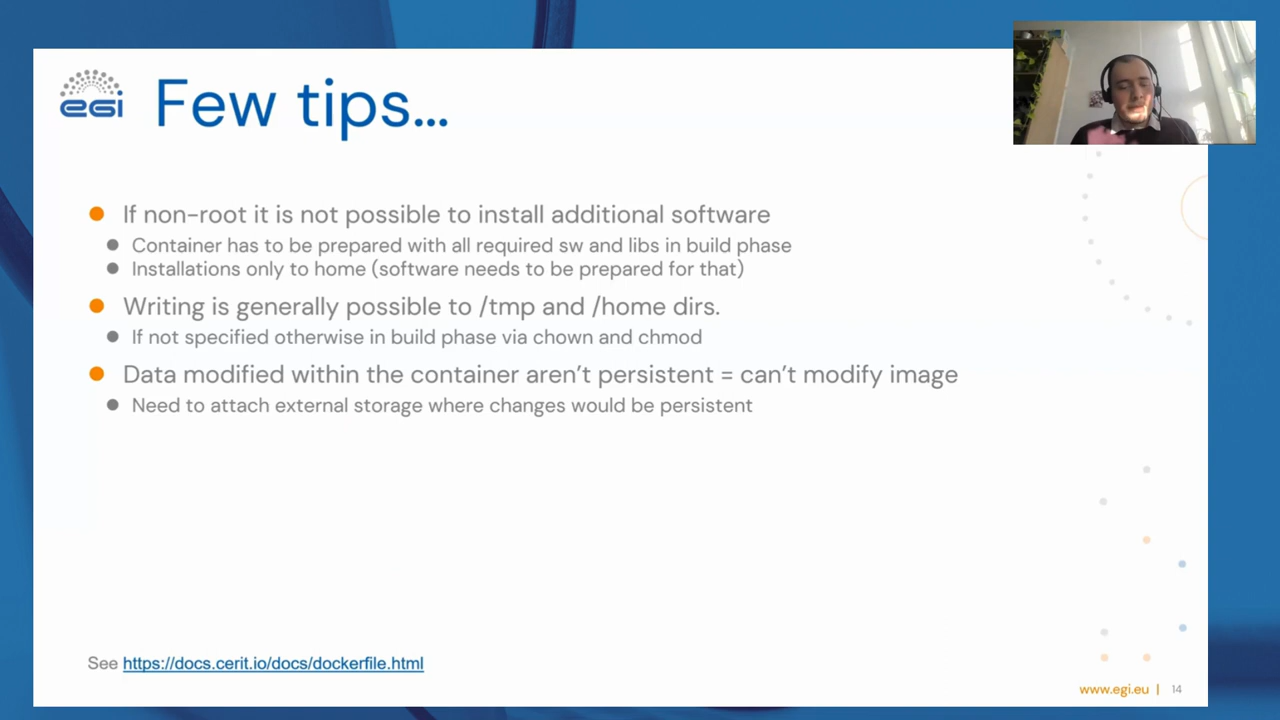 egi
Few tips...
If non-root it is not possible to install additional software
Container has to be prepared with all required sw and libs in build phase
Installations only to home (software needs to be prepared for that)
Writing is generally possible to /tmp and /home dirs.
If not specified otherwise in build phase via chown and chmod
Data modified within the container aren't persistent = can't modify image
Need to attach external storage where changes would be persistent
See https://docs.cerit.io/docs/dockerfile.html
www.egi.eu | 14